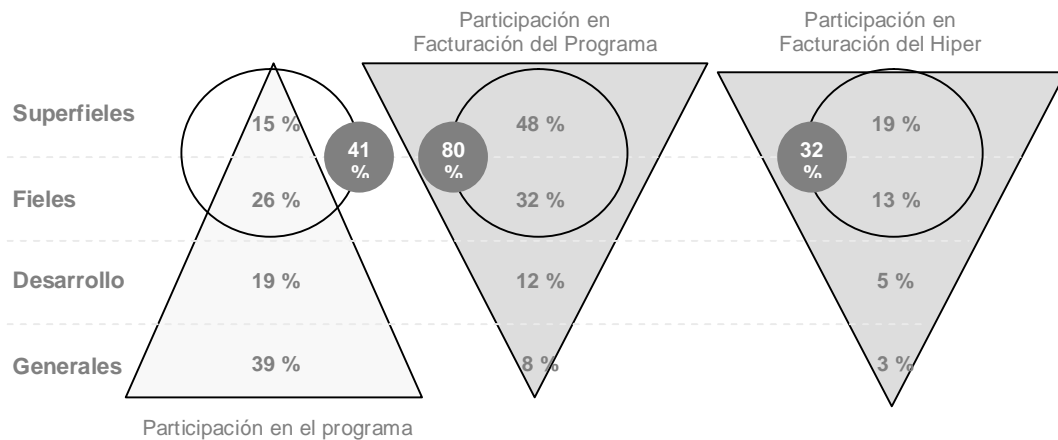 Participación en
Facturación del Programa
Participación en
Facturación del Hiper
Superfieles
15 %
41
%
80
%
48 %
32
%
19 %
Fieles
26 %
32 %
13 %
Desarrollo
19 %
12 %
5 %
Generales
39 %
8 %
3 %
Participación en el programa